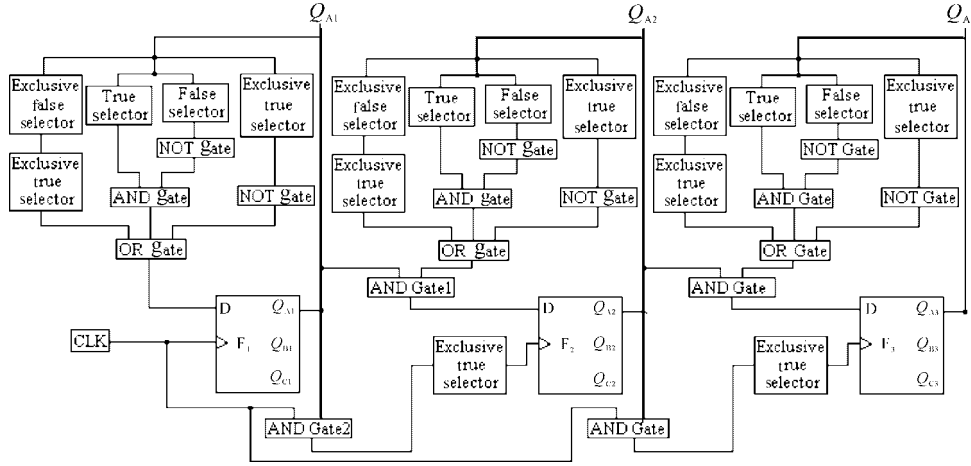 Q_A1
Q_A2
Q_A
Exclusive
false
selector
True
selector
False
selector
Exclusive
true
selector
NOT gate
Exclusive
true
selector
AND gate
NOT gate
OR gate
Exclusive
false
selector
True
selector
False
selector
Exclusive
true
selector
NOT gate
Exclusive
true
selector
AND gate
NOT gate
OR gate
AND Gate1
Exclusive
false
selector
True
selector
False
selector
Exclusive
true
selector
NOT Gate
Exclusive
true
selector
AND Gate
NOT Gate
OR Gate
AND Gate
CLK
D
F1
Q_A1
Q_B1
Q_C1
AND Gate2
Exclusive
true
selector
D
F2
Q_A2
Q_B2
Q_C2
AND Gate
Exclusive
true
selector
D
F3
Q_A3
Q_B3
Q_C3